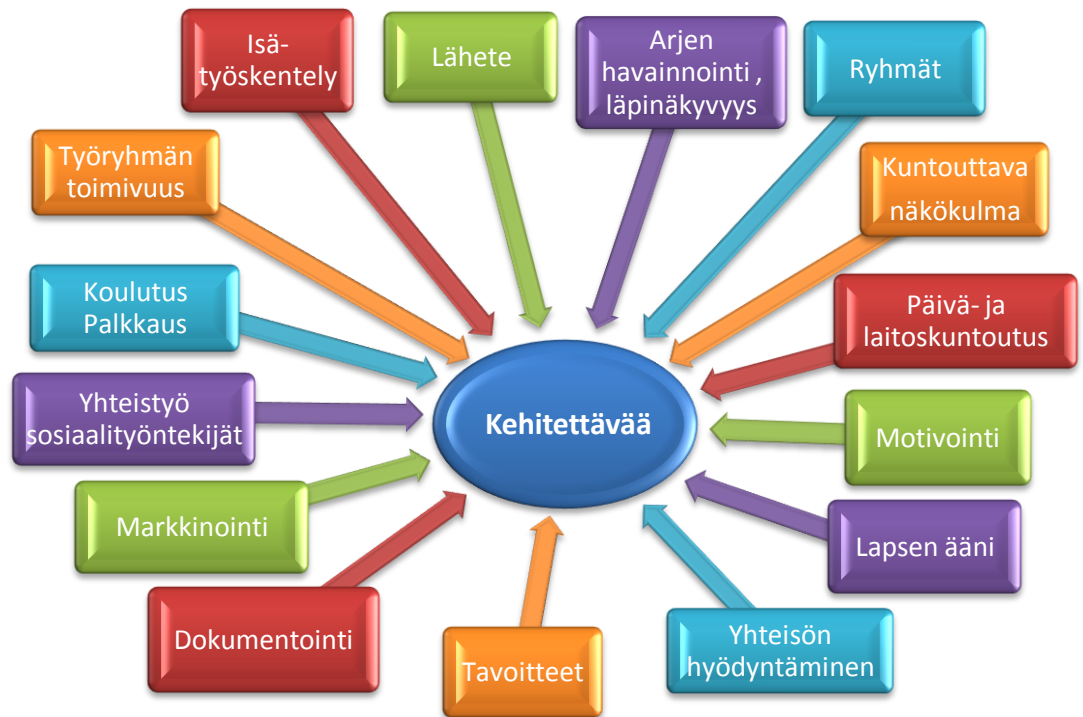 Isä-
työskentely
Lähete
Arjen
havainnointi ,
läpinäkyvyys
Ryhmät
Työryhmän
toimivuus
Kuntouttava
näkökulma
Koulutus
Palkkaus
Päivä- ja
laitoskuntoutus
Yhteistyö
sosiaalityöntekijät
Kehitettävää
Motivointi
Markkinointi
Lapsen ääni
Dokumentointi
Tavoitteet
Yhteisön
hyödyntäminen